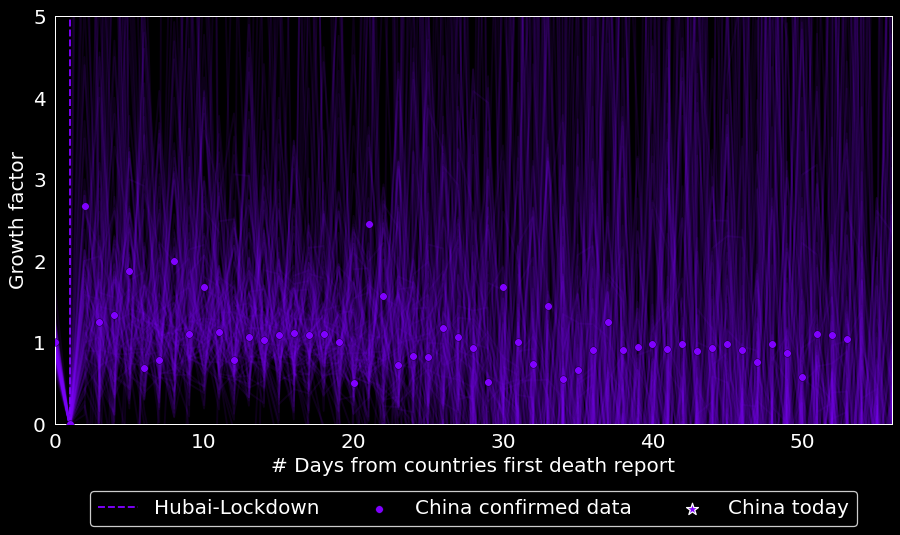 5
4
3
2
1
0
Growth factor
0 10 20 30 40 50
# Days from countries first death report
Hubai-Lockdown China confirmed data China today